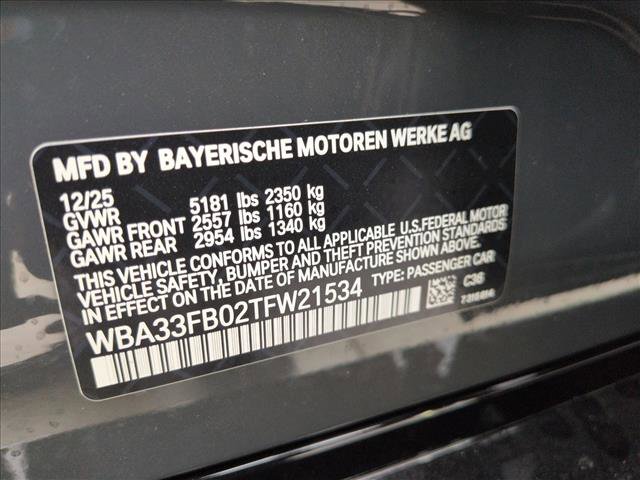 MFD BY BAYERISCHE MOTOREN WERKE AG
12/25
GVWR 5181 lbs 2350 kg
GAWR FRONT 2557 lbs 1160 kg
GAWR REAR 2954 lbs 1340 kg
THIS VEHICLE CONFORMS TO ALL APPLICABLE U.S.FEDERAL MOTOR
VEHICLE SAFETY, BUMPER AND THEFT PREVENTION STANDARDS
IN EFFECT ON THE DATE OF MANUFACTURE SHOWN ABOVE.
WBA33FB02TFW21534 TYPE: PASSENGER CAR
C36